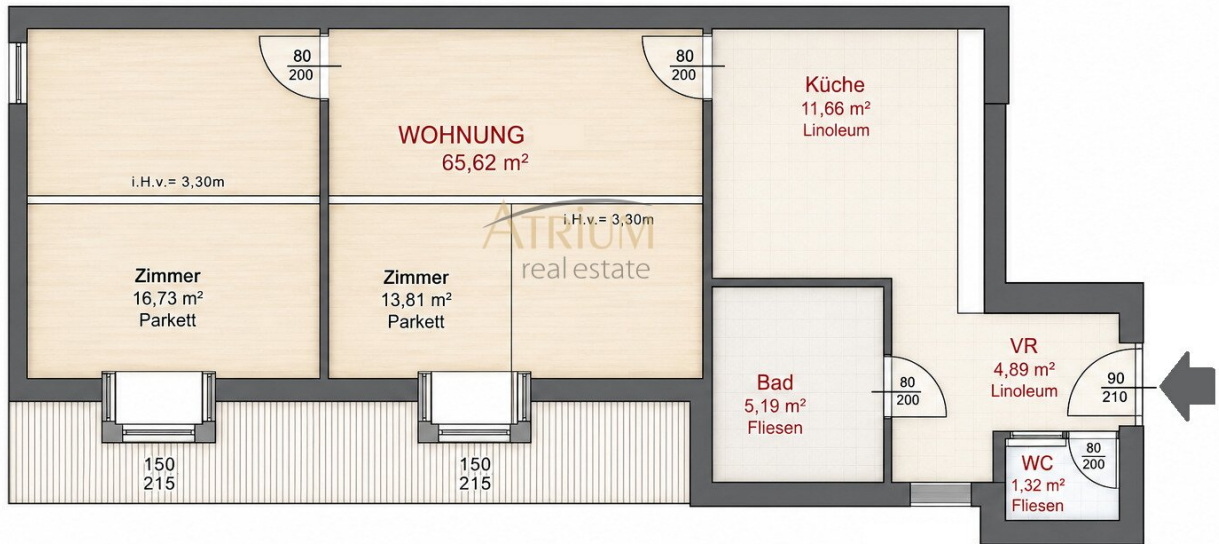 80
200
80
200
Küche
11,66 m²
Linoleum
WOHNUNG
65,62 m²
i.H.v.= 3,30m
i.H.v.= 3,30m
ATRIUM
real estate
Zimmer
16,73 m²
Parkett
Zimmer
13,81 m²
Parkett
VR
4,89 m²
Linoleum
90
210
Bad
5,19 m²
Fliesen
80
200
80
200
WC
1,32 m²
Fliesen
150
215
150
215